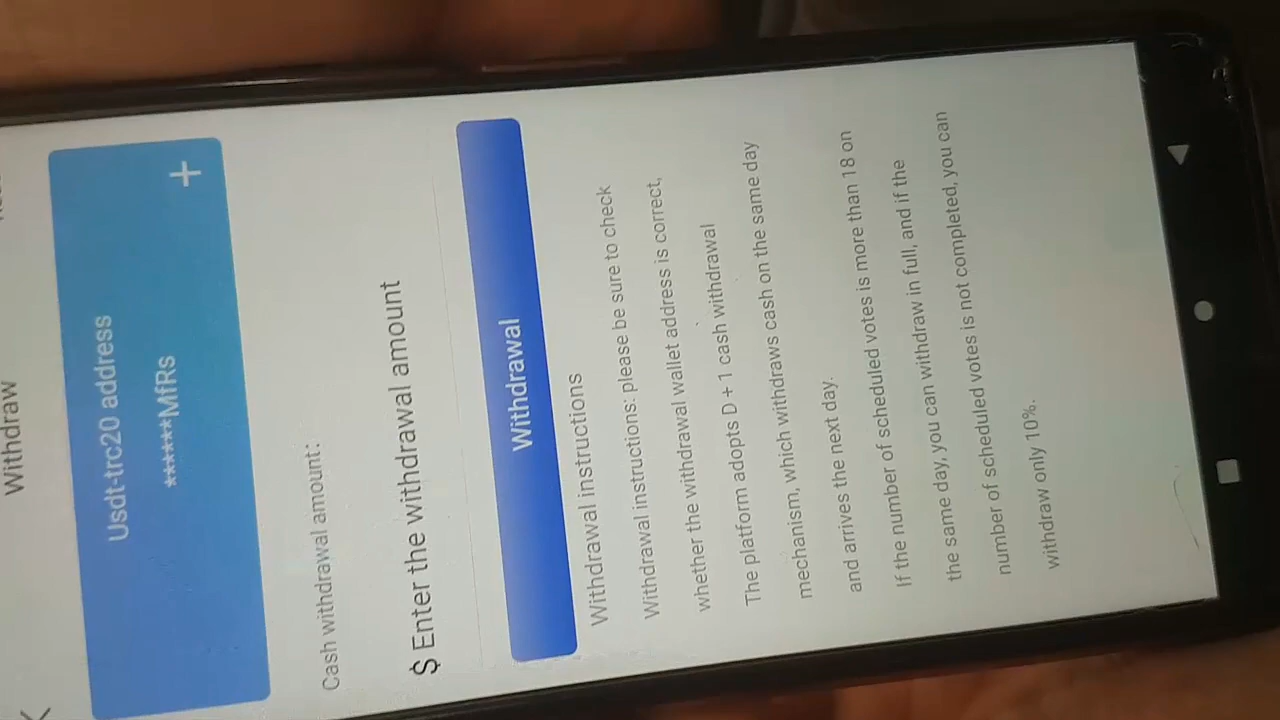 Withdraw
Usdt-trc20 address
******MfRs
+
Cash withdrawal amount:
$ Enter the withdrawal amount
Withdrawal
Withdrawal instructions
Withdrawal instructions: please be sure to check
whether the withdrawal wallet address is correct,
The platform adopts D + 1 cash withdrawal
mechanism, which withdraws cash on the same day
and arrives the next day.
If the number of scheduled votes is more than 18 on
the same day, you can withdraw in full, and if the
number of scheduled votes is not completed, you can
withdraw only 10%.